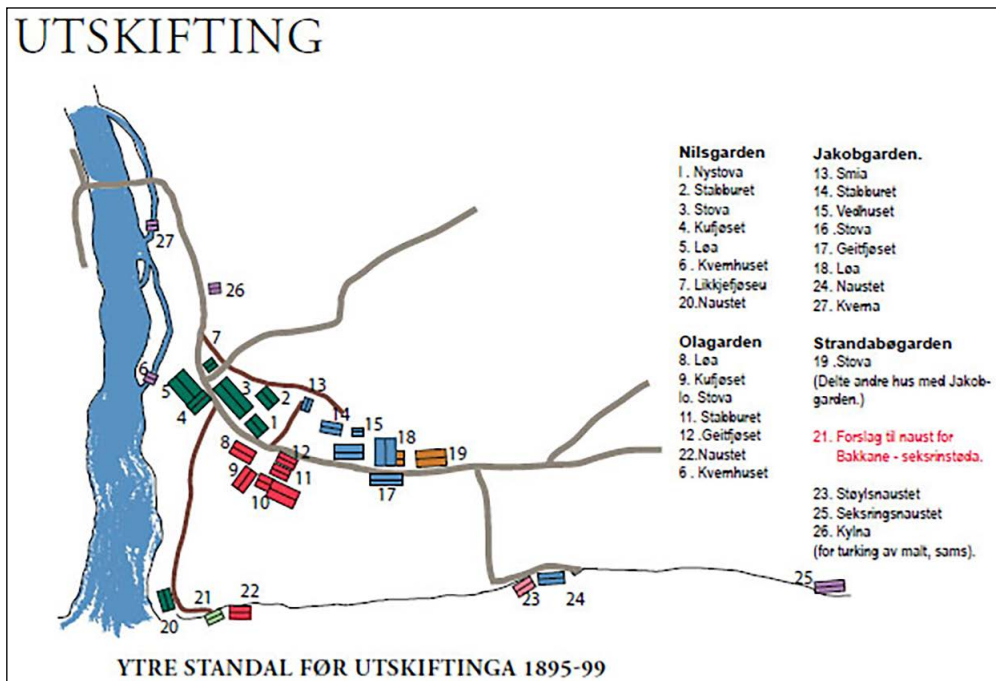 UTSKIFTING
Nilsgarden
1. Nystova
2. Stabburet
3. Stova
4. Kufjøset
5. Løa
6. Kvernhuset
7. Likkjefjøseu
20. Naustet
Olagarden
8. Løa
9. Kufjøset
10. Stova
11. Stabburet
12. Geitfjøset
22. Naustet
6. Kvernhuset
Jakobgarden.
13. Smia
14. Stabburet
15. Vedhuset
16. Stova
17. Geitfjøset
18. Løa
24. Naustet
27. Kverna
Strandabøgarden
19. Stova
(Delte andre hus med Jakob-
garden.)
21. Forslag til naust for
Bakkane - seksrinstøda.
23. Støylsnaustet
25. Seksringsnaustet
26. Kylna
(for turking av malt, sams).
27
26
7
6
5
4
3
2
1
13
14
15
18
19
8
12
9
11
10
17
20
21
22
23
24
25
YTRE STANDAL FØR UTSKIFTINGA 1895-99